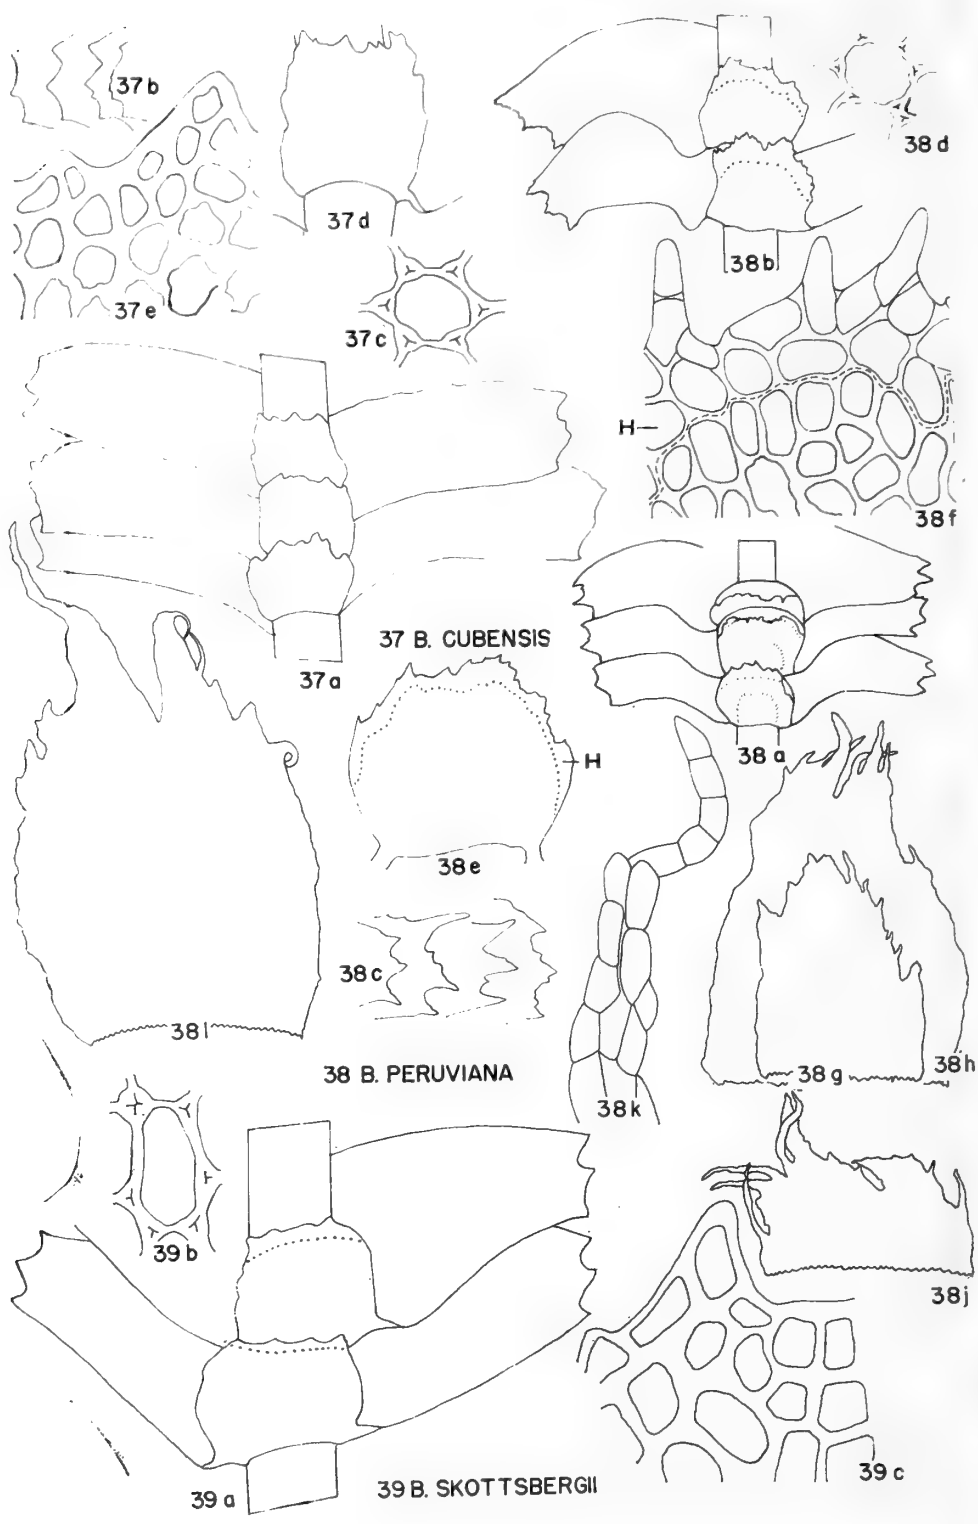 37b
38d
37d
38b
37e
37c
H
38f
37 B. CUBENSIS
37a
38a
H
38e
38c
38l
38 B. PERUVIANA
38g
38h
38k
39b
38j
39c
39a
39 B. SKOTTSBERGII